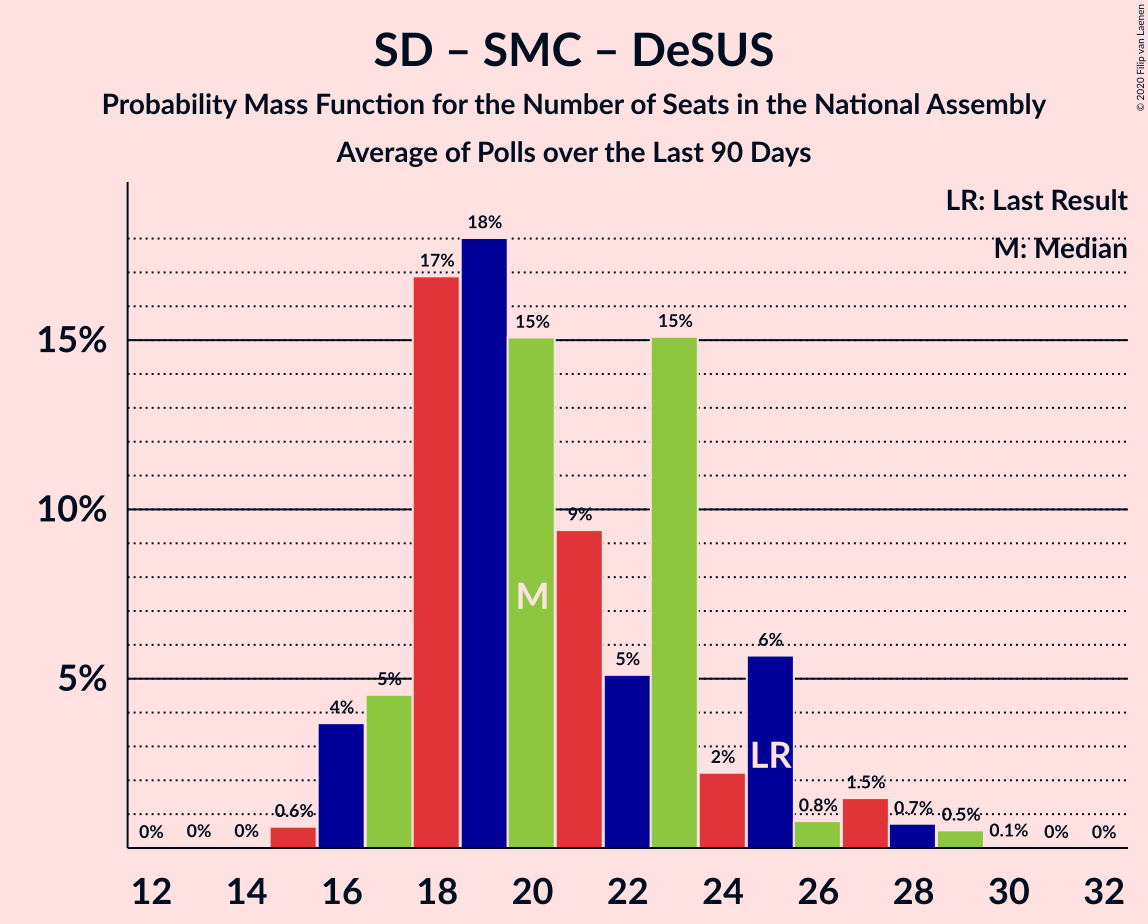 SD – SMC – DeSUS
Probability Mass Function for the Number of Seats in the National Assembly
Average of Polls over the Last 90 Days
© 2020 Filip van Laenen
LR: Last Result
M: Median
15%
10%
5%
0%
0%
0%
0.6%
4%
5%
17%
18%
15%
9%
5%
15%
2%
6%
0.8%
1.5%
0.7%
0.5%
0.1%
0%
0%
M
LR
12 14 16 18 20 22 24 26 28 30 32